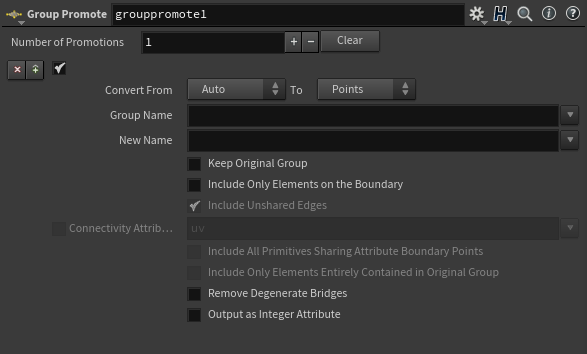 Group Promote grouppromote1
Number of Promotions 1 + − Clear
Convert From Auto To Points
Group Name
New Name
Keep Original Group
Include Only Elements on the Boundary
Include Unshared Edges
Connectivity Attrib... uv
Include All Primitives Sharing Attribute Boundary Points
Include Only Elements Entirely Contained in Original Group
Remove Degenerate Bridges
Output as Integer Attribute